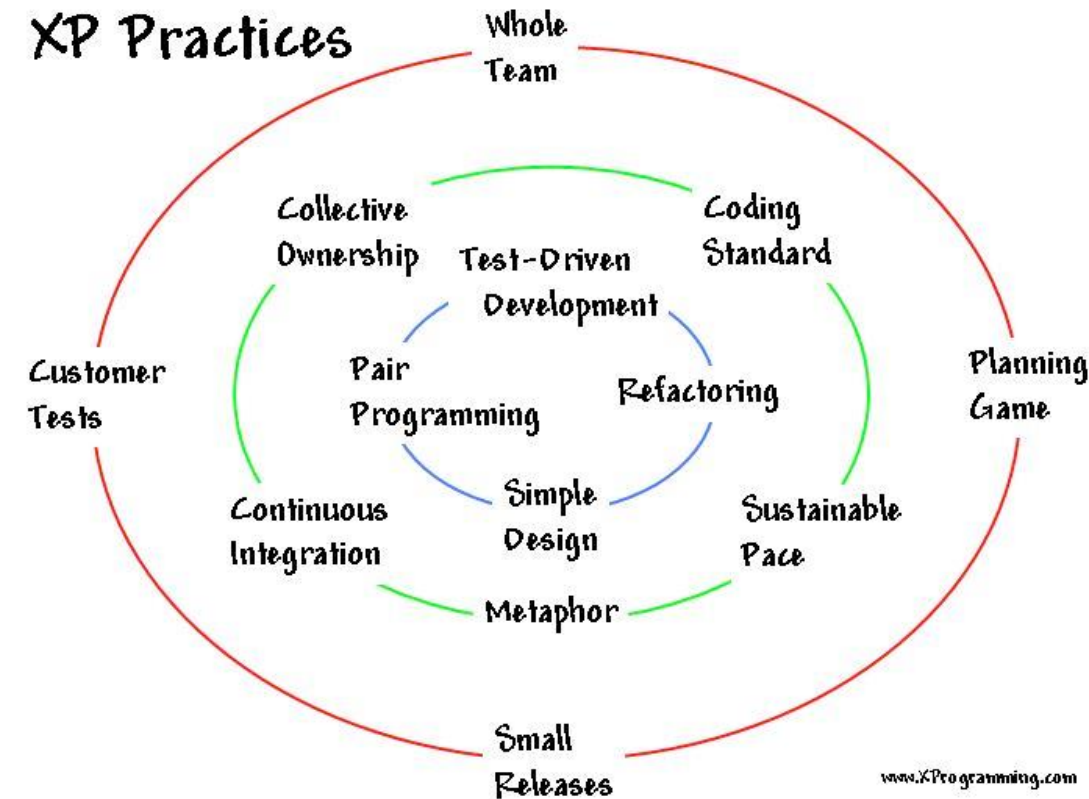 XP Practices
Whole
Team
Collective
Ownership
Coding
Standard
Test-Driven
Development
Customer
Tests
Pair
Programming
Refactoring
Planning
Game
Continuous
Integration
Simple
Design
Sustainable
Pace
Metaphor
Small
Releases
www.XProgramming.com